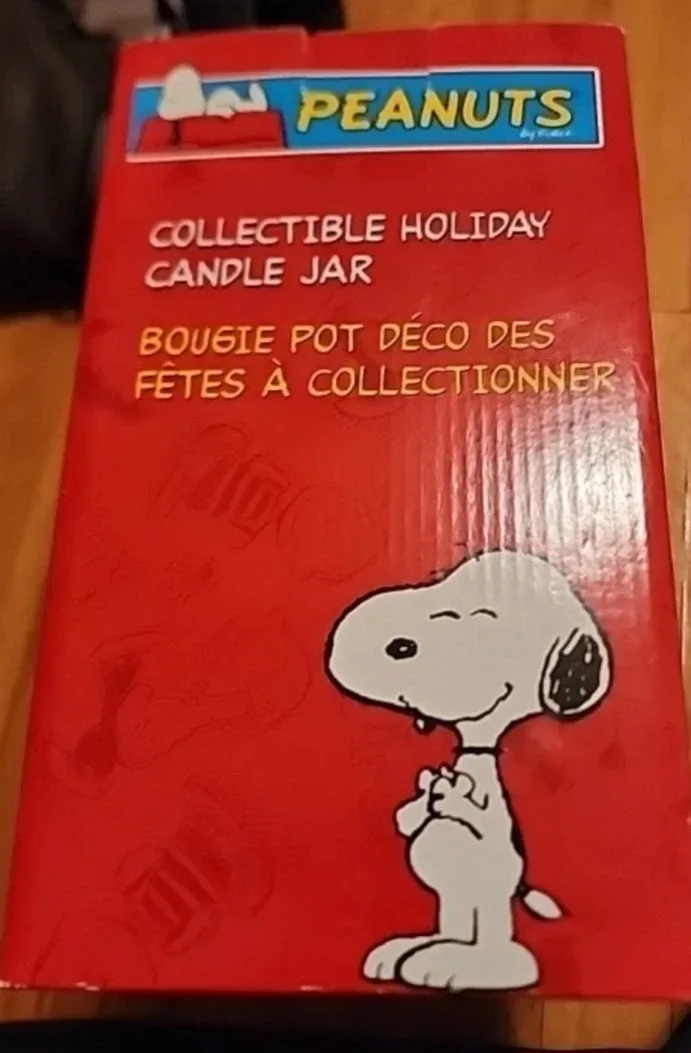 PEANUTS
COLLECTIBLE HOLIDAY
CANDLE JAR
BOUGIE POT DÉCO DES
FÊTES À COLLECTIONNER